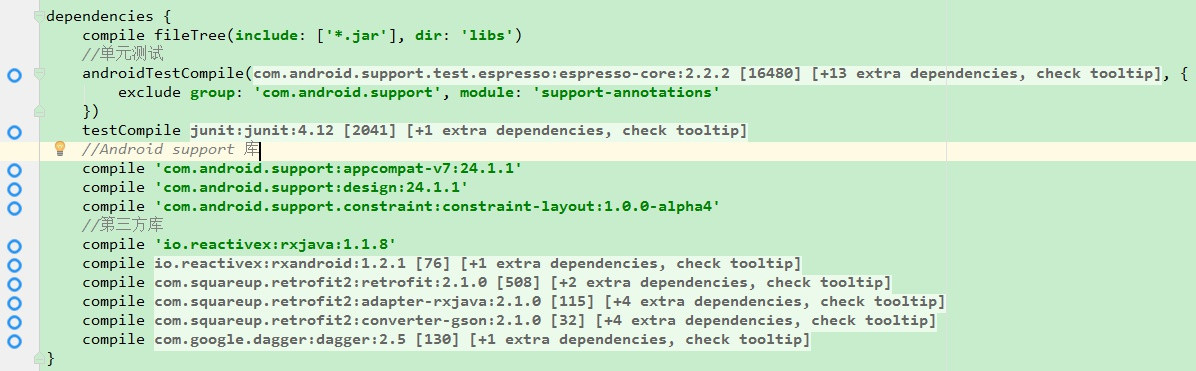 dependencies {
compile fileTree(include: ['*.jar'], dir: 'libs')
//单元测试
androidTestCompile(com.android.support.test.espresso:espresso-core:2.2.2 [16480] [+13 extra dependencies, check tooltip], {
exclude group: 'com.android.support', module: 'support-annotations'
})
testCompile junit:junit:4.12 [2041] [+1 extra dependencies, check tooltip]
//Android support 库
compile 'com.android.support:appcompat-v7:24.1.1'
compile 'com.android.support:design:24.1.1'
compile 'com.android.support.constraint:constraint-layout:1.0.0-alpha4'
//第三方库
compile 'io.reactivex:rxjava:1.1.8'
compile io.reactivex:rxandroid:1.2.1 [76] [+1 extra dependencies, check tooltip]
compile com.squareup.retrofit2:retrofit:2.1.0 [508] [+2 extra dependencies, check tooltip]
compile com.squareup.retrofit2:adapter-rxjava:2.1.0 [115] [+4 extra dependencies, check tooltip]
compile com.squareup.retrofit2:converter-gson:2.1.0 [32] [+4 extra dependencies, check tooltip]
compile com.google.dagger:dagger:2.5 [130] [+1 extra dependencies, check tooltip]
}